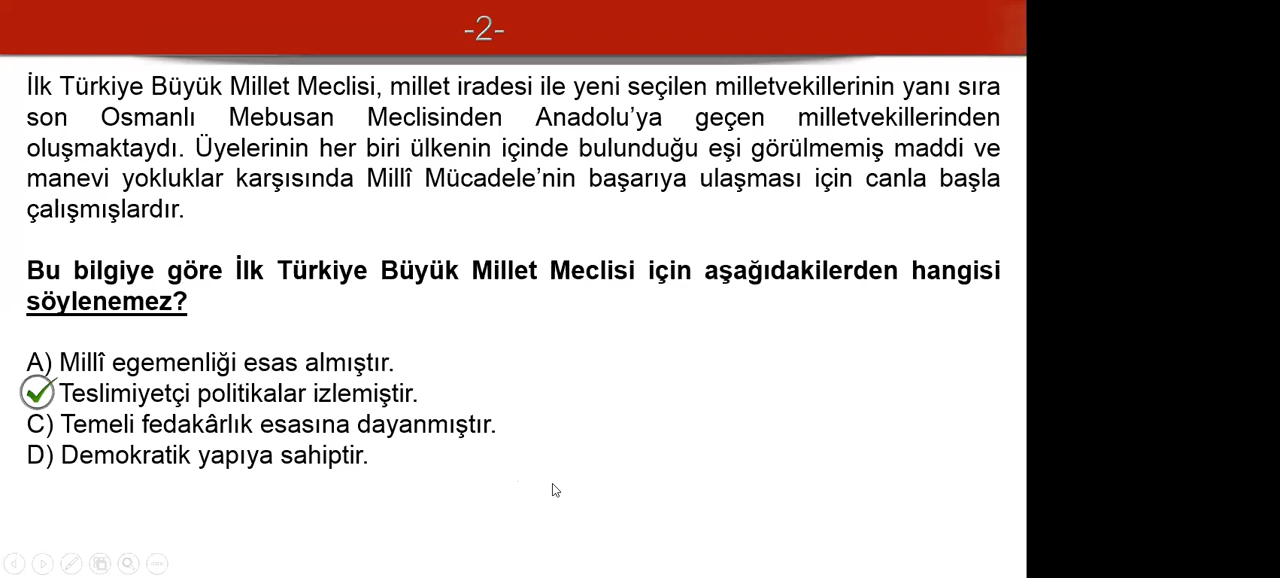 -2-
İlk Türkiye Büyük Millet Meclisi, millet iradesi ile yeni seçilen milletvekillerinin yanı sıra
son Osmanlı Mebusan Meclisinden Anadolu’ya geçen milletvekillerinden
oluşmaktaydı. Üyelerinin her biri ülkenin içinde bulunduğu eşi görülmemiş maddi ve
manevi yokluklar karşısında Millî Mücadele’nin başarıya ulaşması için canla başla
çalışmışlardır.
Bu bilgiye göre İlk Türkiye Büyük Millet Meclisi için aşağıdakilerden hangisi
söylenemez?
A) Millî egemenliği esas almıştır.
Teslimiyetçi politikalar izlemiştir.
C) Temeli fedakârlık esasına dayanmıştır.
D) Demokratik yapıya sahiptir.